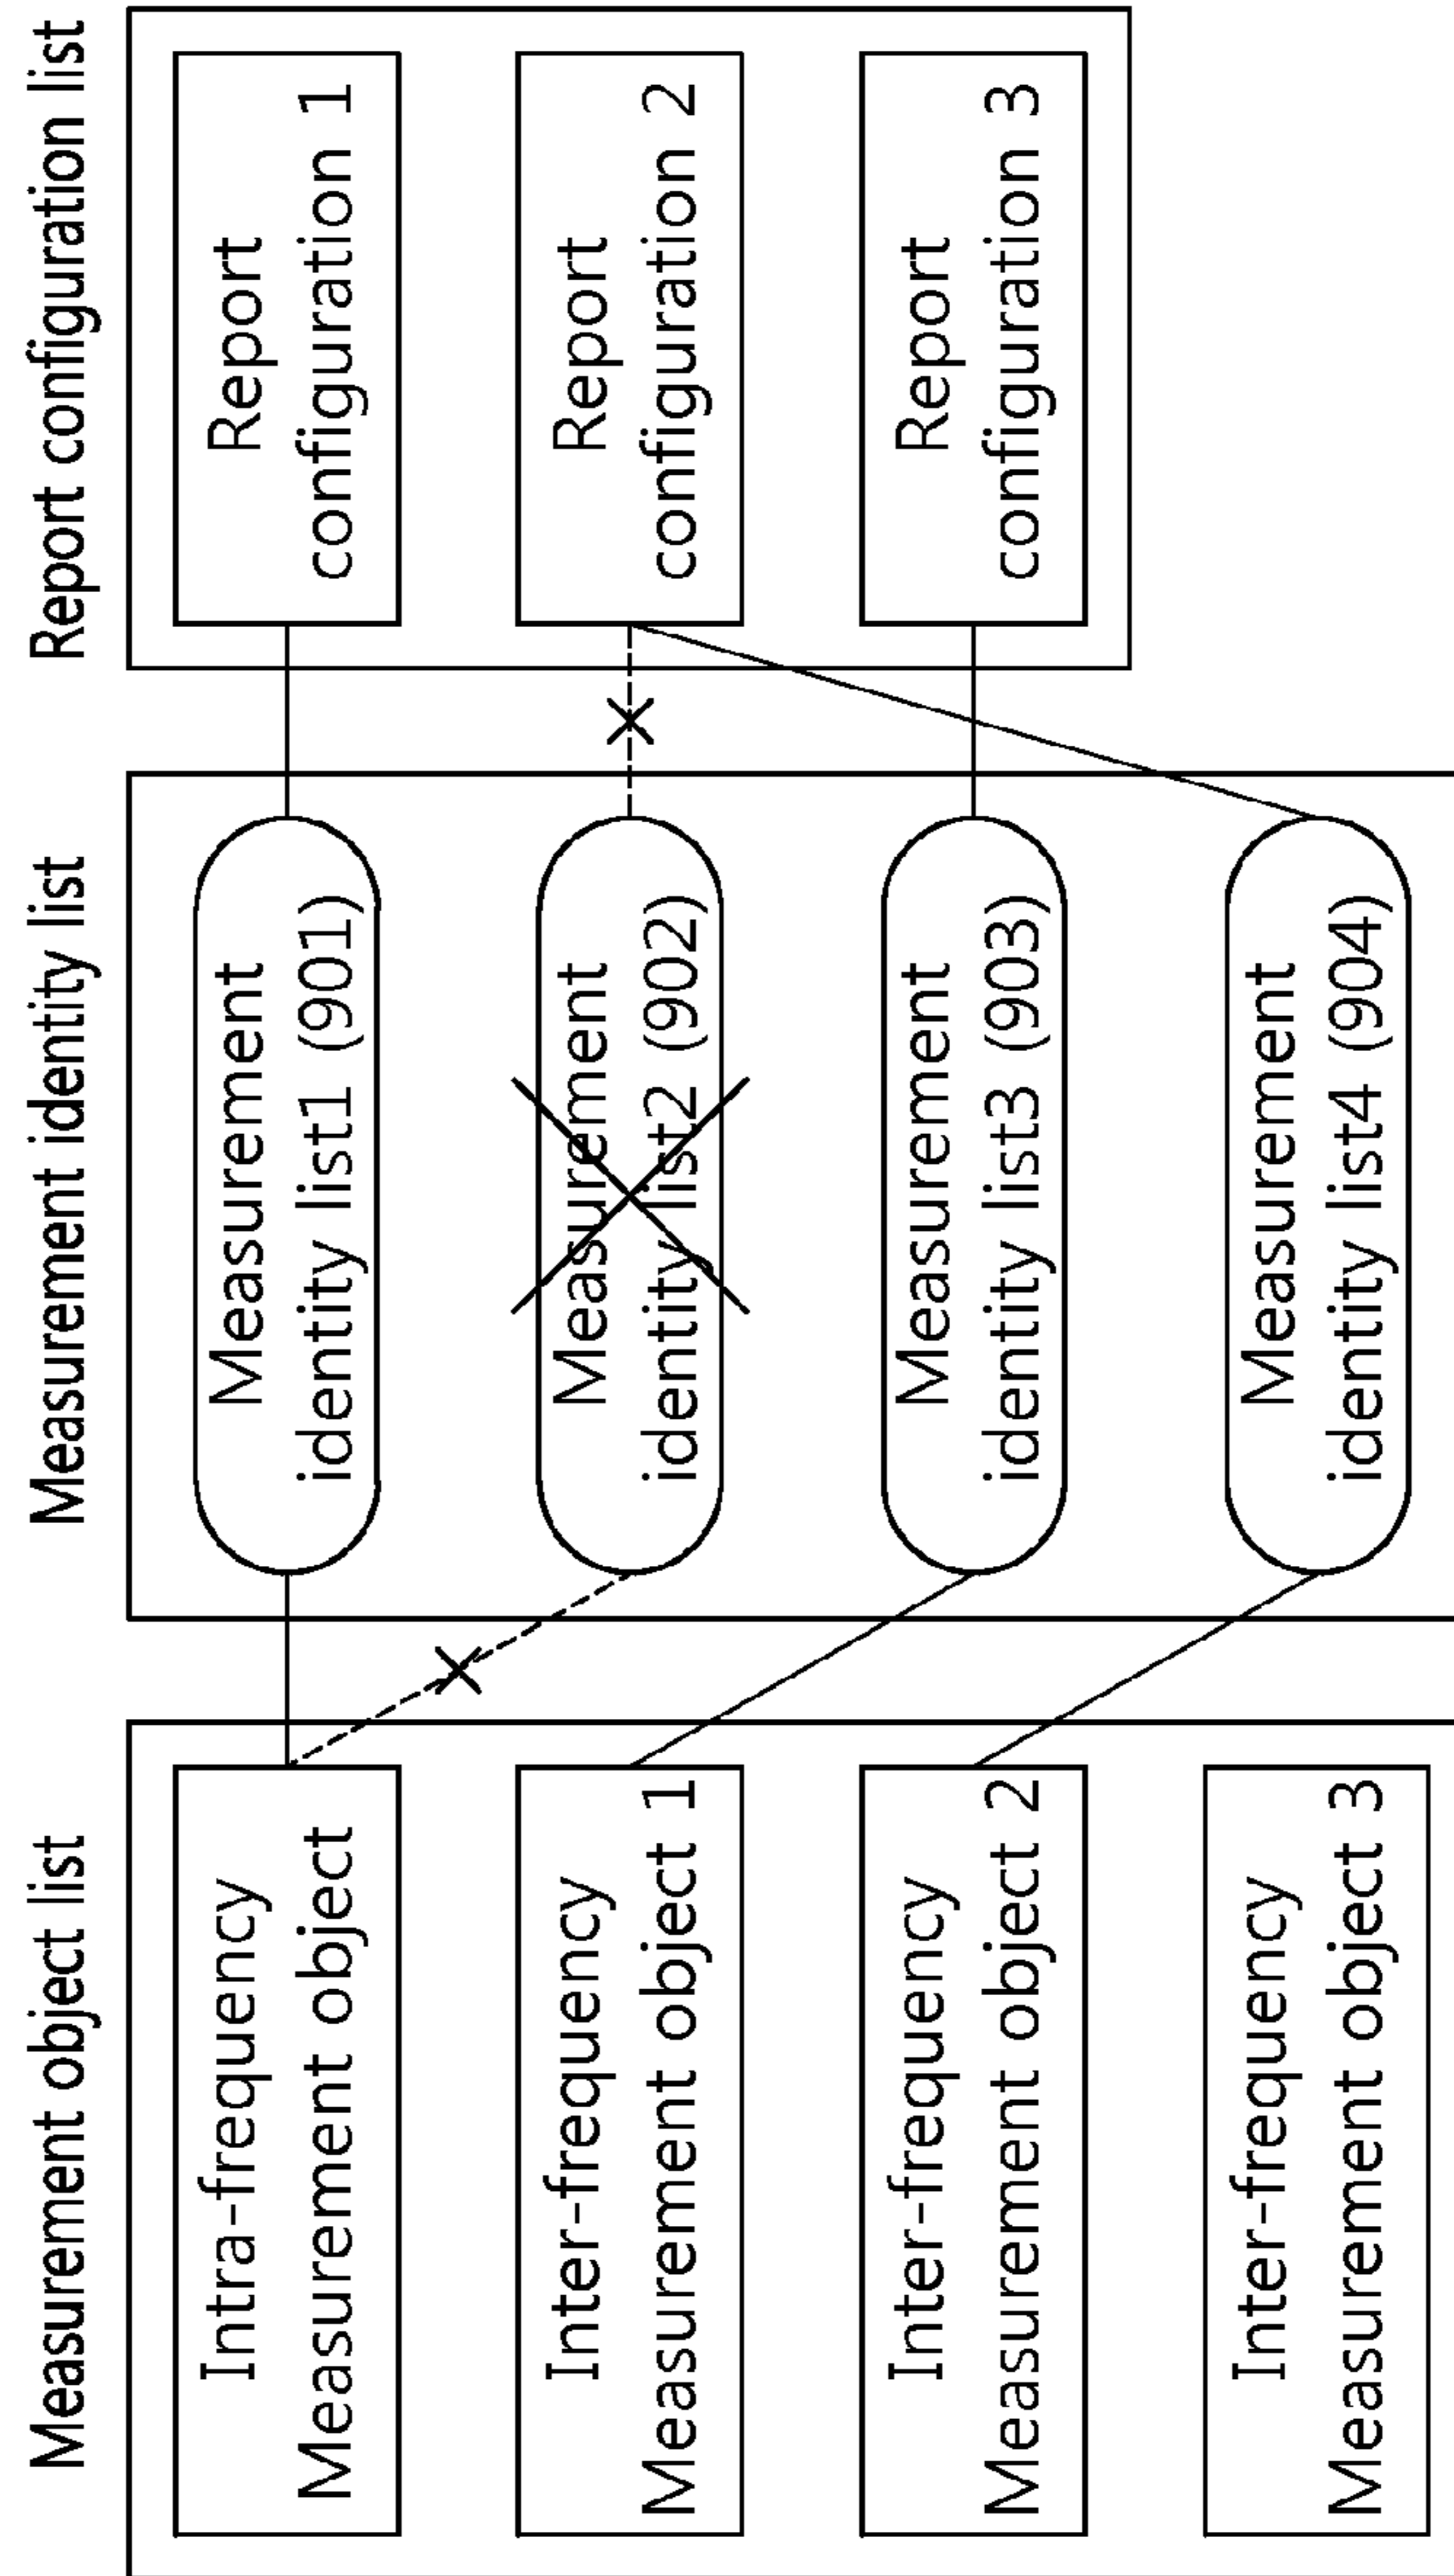 Measurement object list
Intra-frequency
Measurement object
Inter-frequency
Measurement object 1
Inter-frequency
Measurement object 2
Inter-frequency
Measurement object 3
Measurement identity list
Measurement
identity list1 (901)
Measurement
identity list2 (902)
Measurement
identity list3 (903)
Measurement
identity list4 (904)
Report configuration list
Report
configuration 1
Report
configuration 2
Report
configuration 3